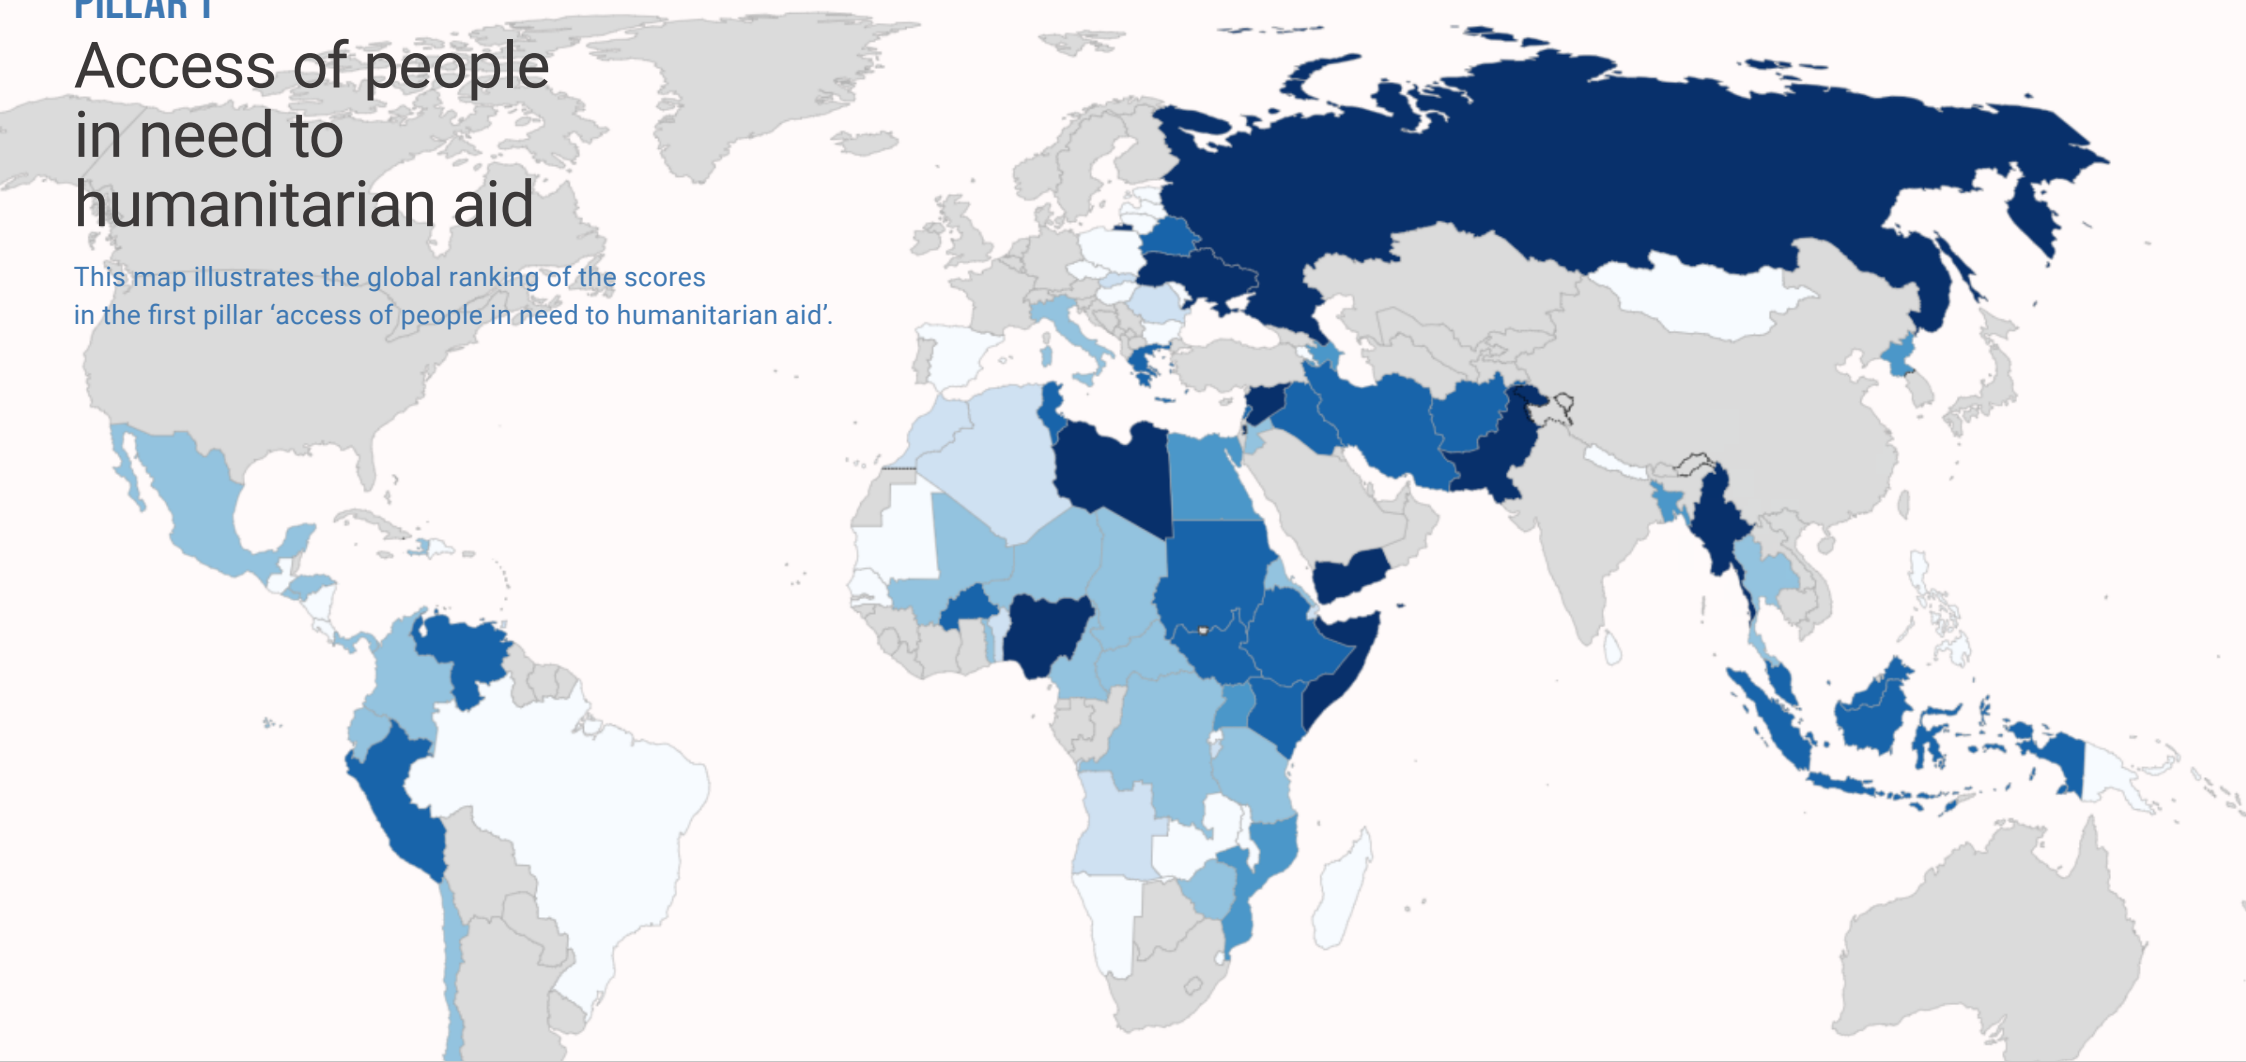 PILLAR 1
Access of people
in need to
humanitarian aid
This map illustrates the global ranking of the scores
in the first pillar ‘access of people in need to humanitarian aid’.